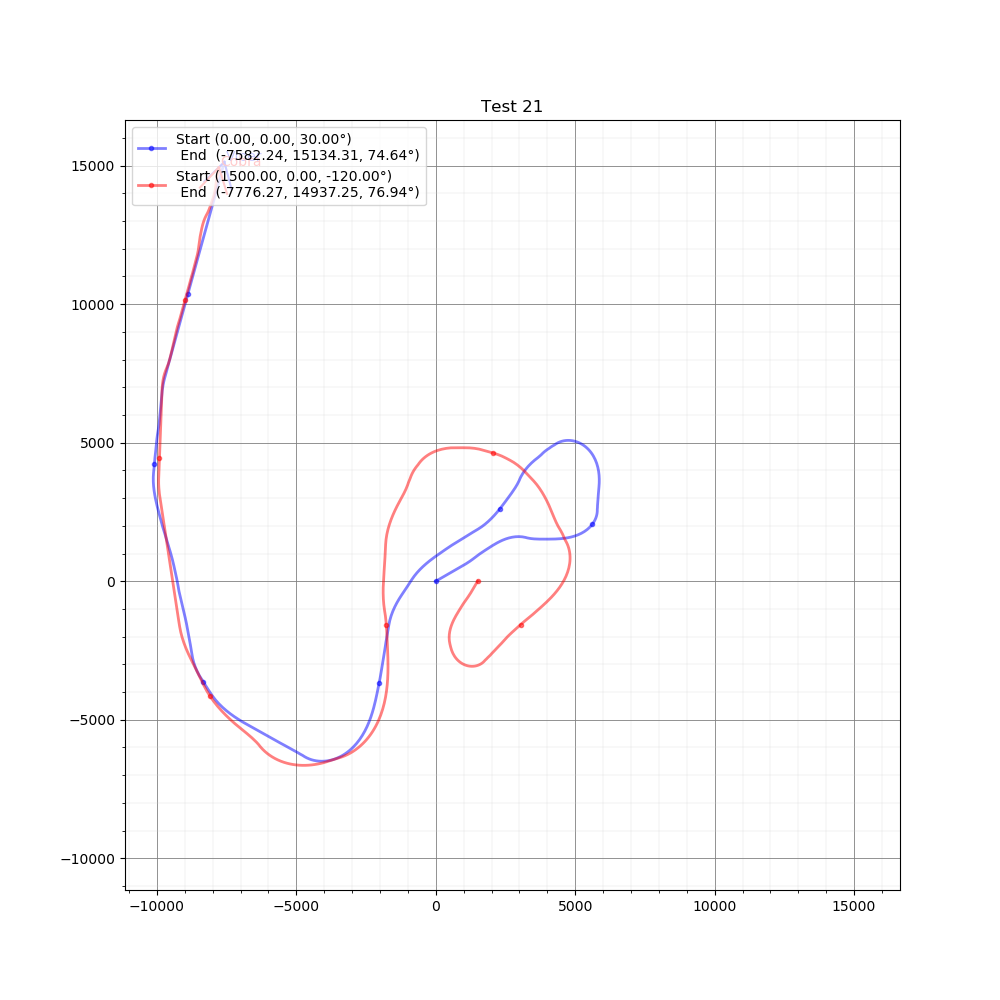 Test 21
Start (0.00, 0.00, 30.00°)
End (-7582.24, 15134.31, 74.64°)
Start (1500.00, 0.00, -120.00°)
End (-7776.27, 14937.25, 76.94°)
15000
10000
5000
0
−5000
−10000
−10000 −5000 0 5000 10000 15000